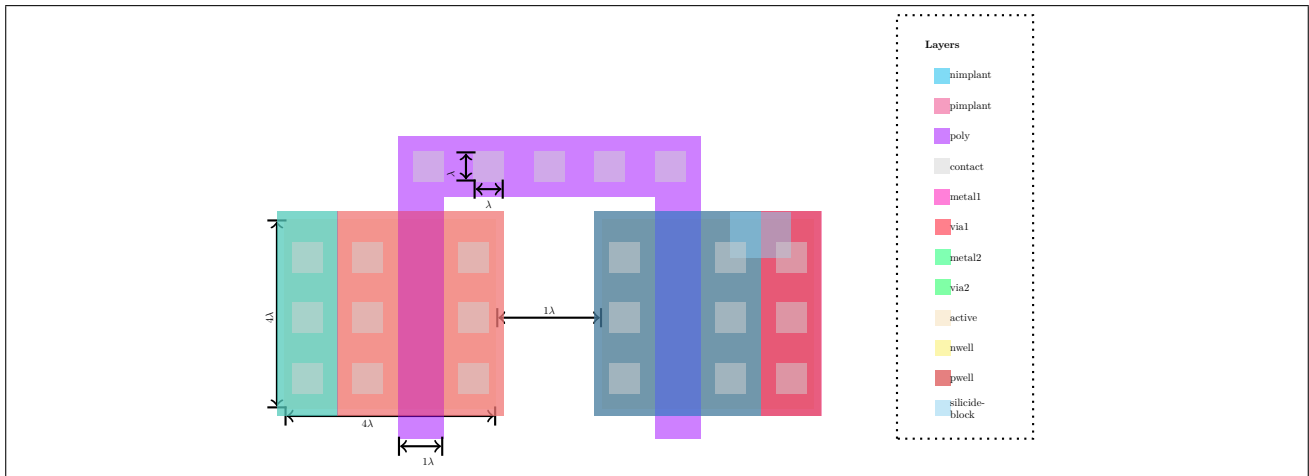 Layers
nimplant
pimplant
poly
contact
metal1
via1
metal2
via2
active
nwell
pwell
silicide-
block
λ
λ
4λ
1λ
4λ
1λ